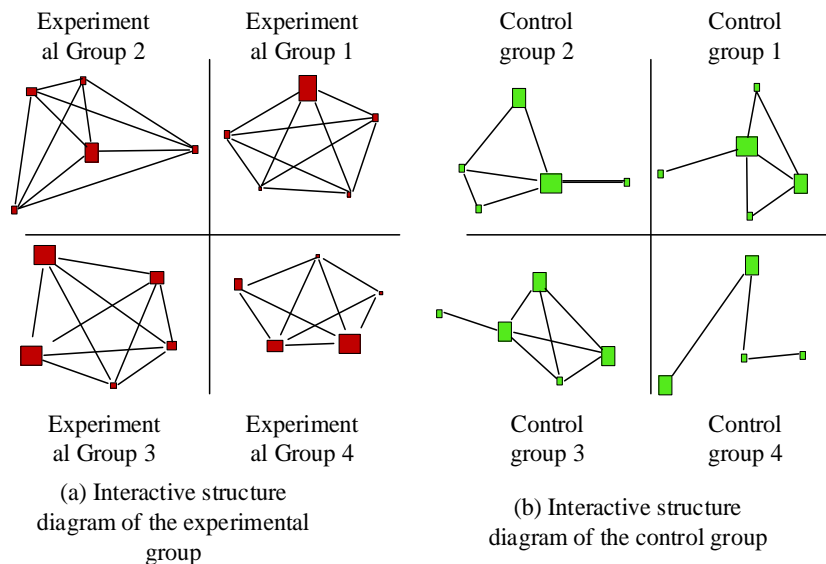 Experiment
al Group 2
Experiment
al Group 1
Control
group 2
Control
group 1
Experiment
al Group 3
Experiment
al Group 4
Control
group 3
Control
group 4
(a) Interactive structure
diagram of the experimental
group
(b) Interactive structure
diagram of the control group